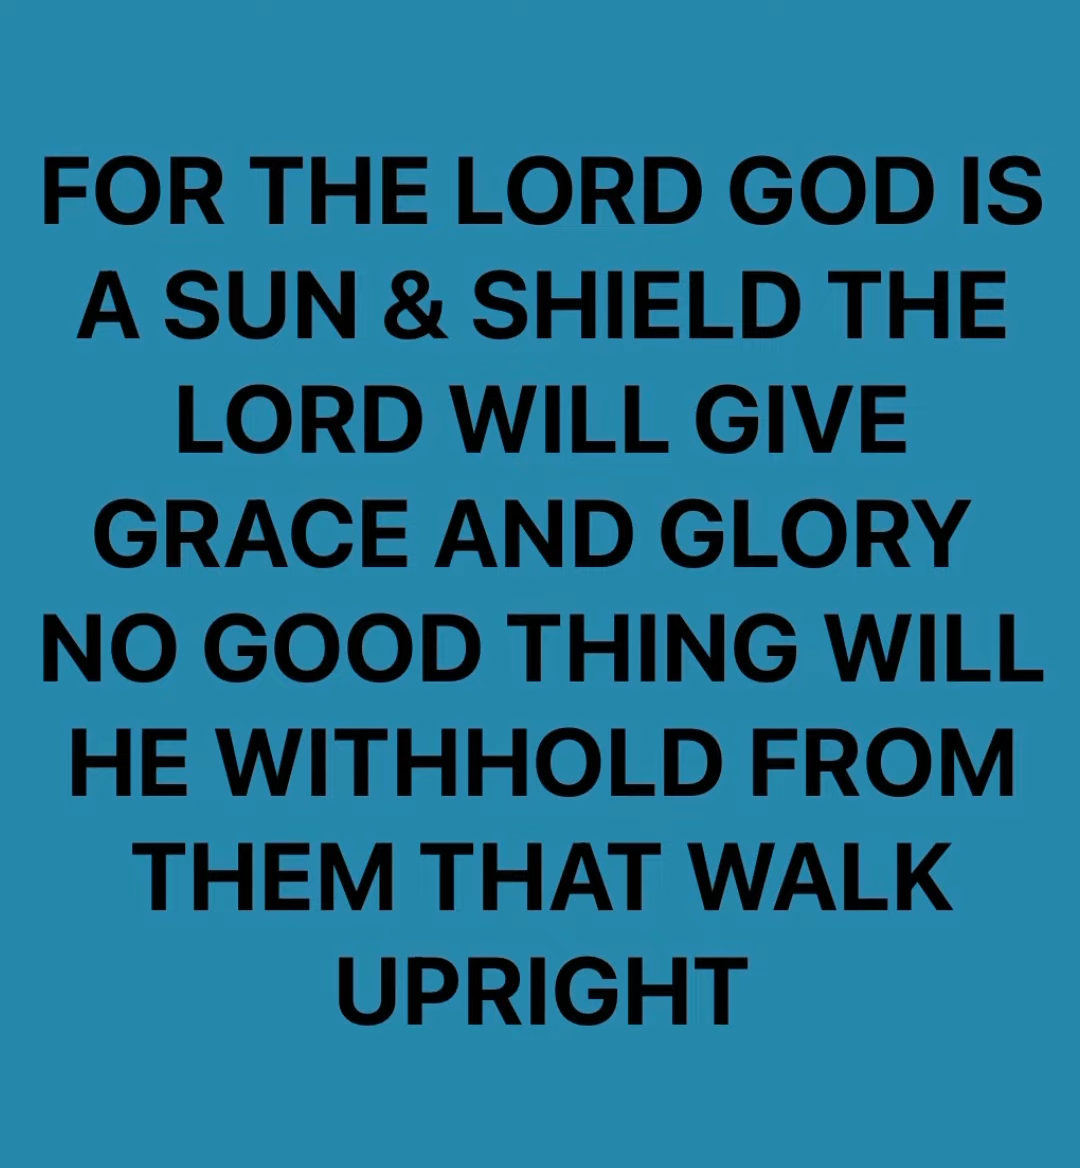 FOR THE LORD GOD IS
A SUN & SHIELD THE
LORD WILL GIVE
GRACE AND GLORY
NO GOOD THING WILL
HE WITHHOLD FROM
THEM THAT WALK
UPRIGHT